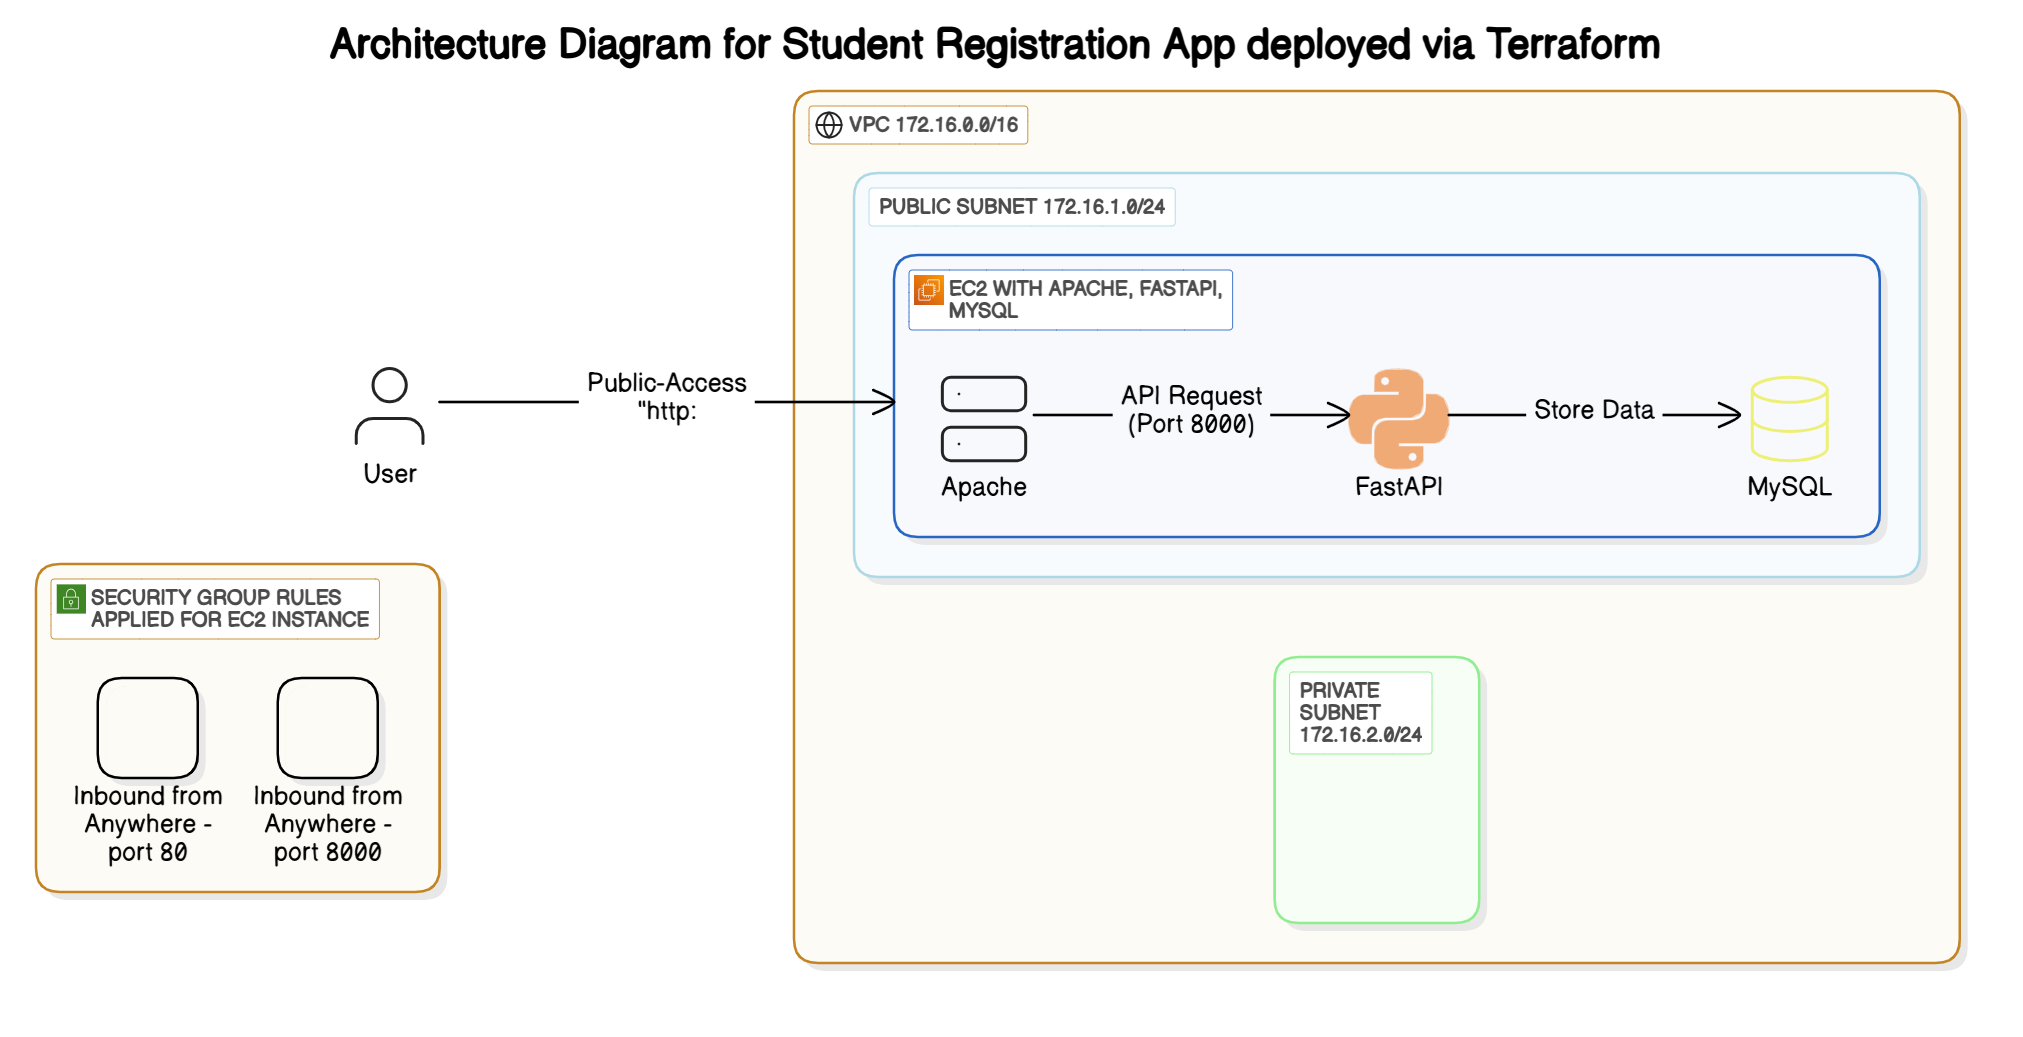 Architecture Diagram for Student Registration App deployed via Terraform
VPC 172.16.0.0/16
PUBLIC SUBNET 172.16.1.0/24
EC2 WITH APACHE, FASTAPI,
MYSQL
Public-Access
"http:
User
API Request
(Port 8000)
Store Data
Apache
FastAPI
MySQL
SECURITY GROUP RULES
APPLIED FOR EC2 INSTANCE
Inbound from
Anywhere -
port 80
Inbound from
Anywhere -
port 8000
PRIVATE
SUBNET
172.16.2.0/24